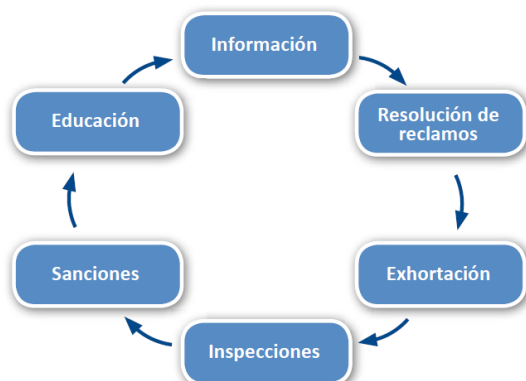 Información
Resolución de
reclamos
Exhortación
Inspecciones
Sanciones
Educación